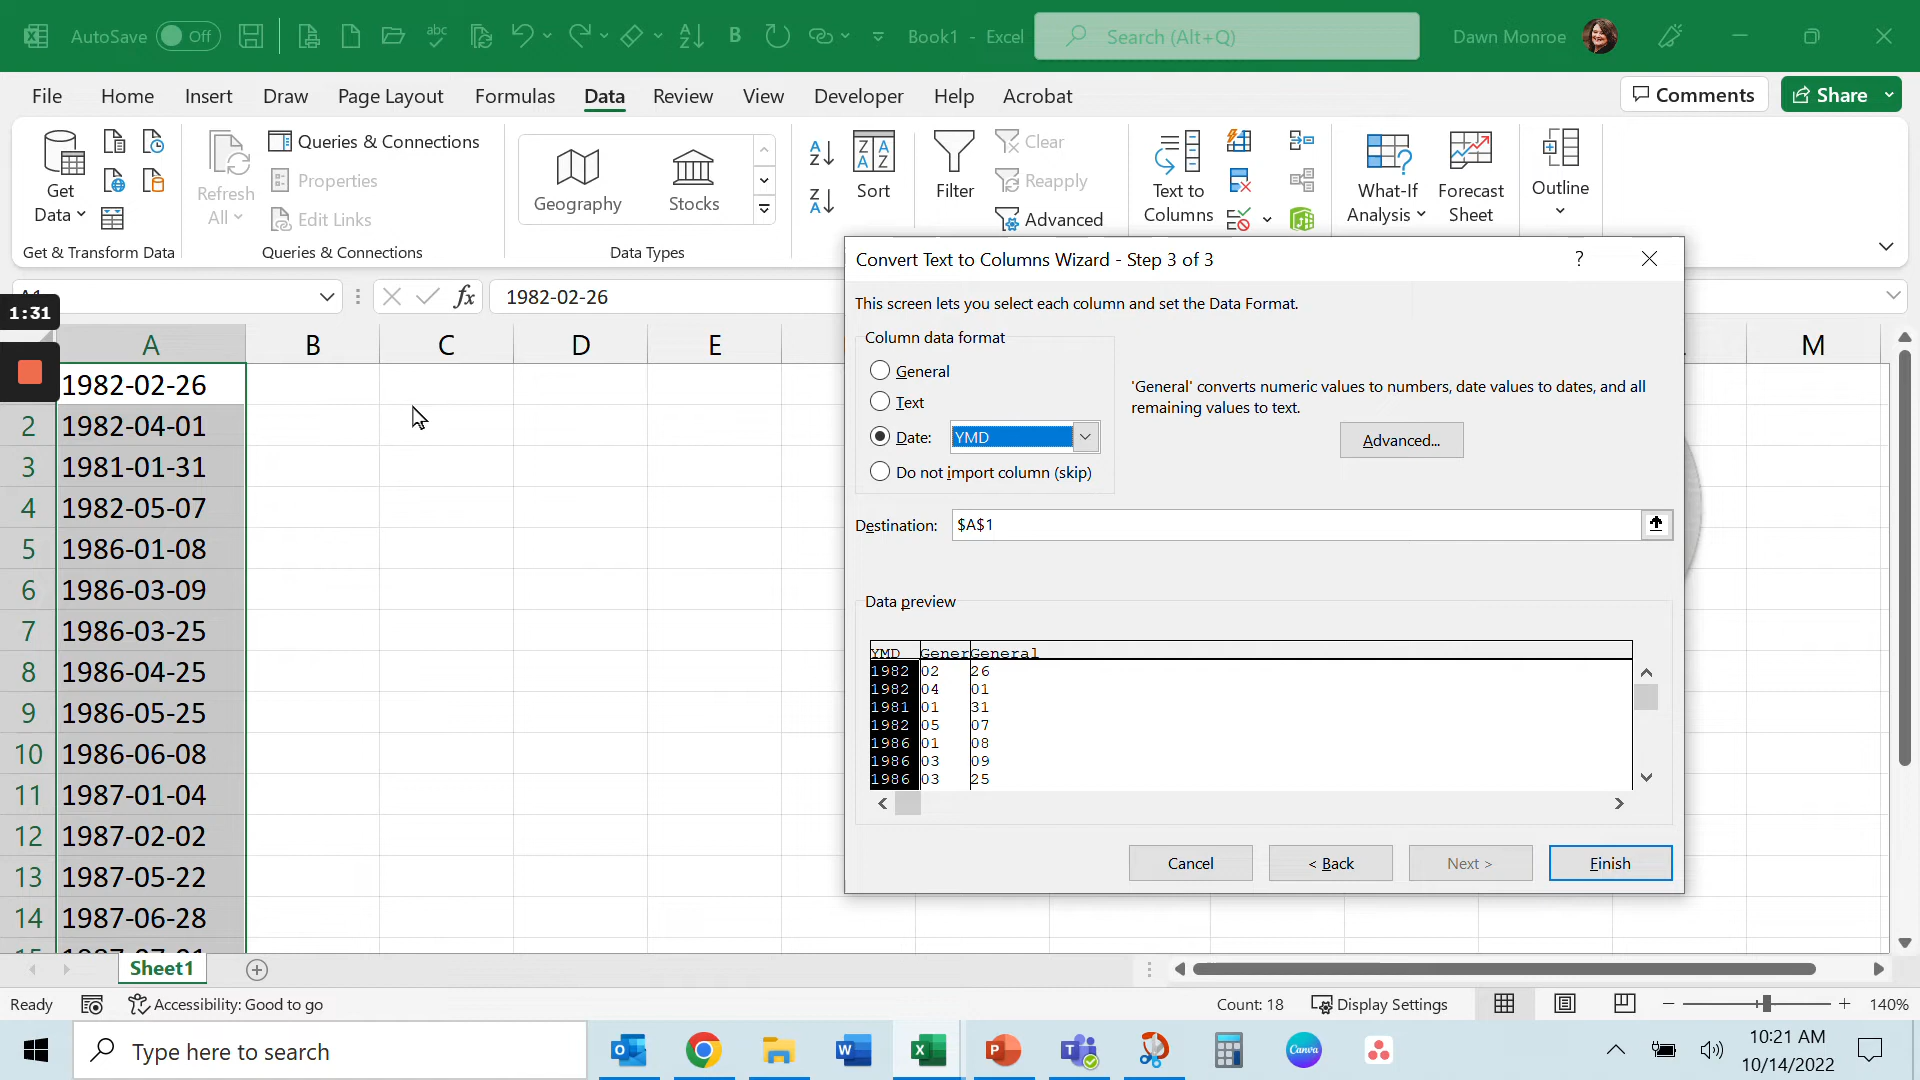 AutoSave Off
abc
B
Book1 - Excel
Search (Alt+Q)
Dawn Monroe
File Home Insert Draw Page Layout Formulas Data Review View Developer Help Acrobat
Comments Share
Get Data
Refresh All
Queries & Connections
Properties
Edit Links
Geography
Stocks
Sort
Filter
Clear
Reapply
Advanced
Text to Columns
What-If Analysis
Forecast Sheet
Outline
Get & Transform Data
Queries & Connections
Data Types
fx 1982-02-26
1:31
A B C D E M
1982-02-26
2 1982-04-01
3 1981-01-31
4 1982-05-07
5 1986-01-08
6 1986-03-09
7 1986-03-25
8 1986-04-25
9 1986-05-25
10 1986-06-08
11 1987-01-04
12 1987-02-02
13 1987-05-22
14 1987-06-28
Convert Text to Columns Wizard - Step 3 of 3 ?
This screen lets you select each column and set the Data Format.
Column data format
General
Text
Date: YMD
Do not import column (skip)
'General' converts numeric values to numbers, date values to dates, and all
remaining values to text.
Advanced...
Destination: $A$1
Data preview
YMD Gener General
1982 02 26
1982 04 01
1981 01 31
1982 05 07
1986 01 08
1986 03 09
1986 03 25
Cancel < Back Next > Finish
Sheet1
Ready Accessibility: Good to go Count: 18 Display Settings 140%
Type here to search
Canva
10:21 AM
10/14/2022